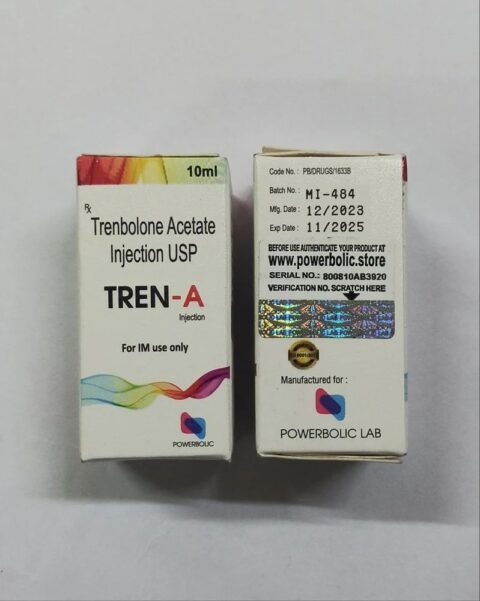 10ml
Rx
Trenbolone Acetate
Injection USP
TREN-A
Injection
For IM use only
POWERBOLIC
Code No. : PB/DRUGS/1633B
Batch No. : MI-484
Mfg. Date : 12/2023
Exp Date : 11/2025
BEFORE USE AUTHENTICATE YOUR PRODUCT AT
www.powerbolic.store
SERIAL NO.: 800810AB3920
VERIFICATION NO. SCRATCH HERE
Manufactured for :
POWERBOLIC LAB